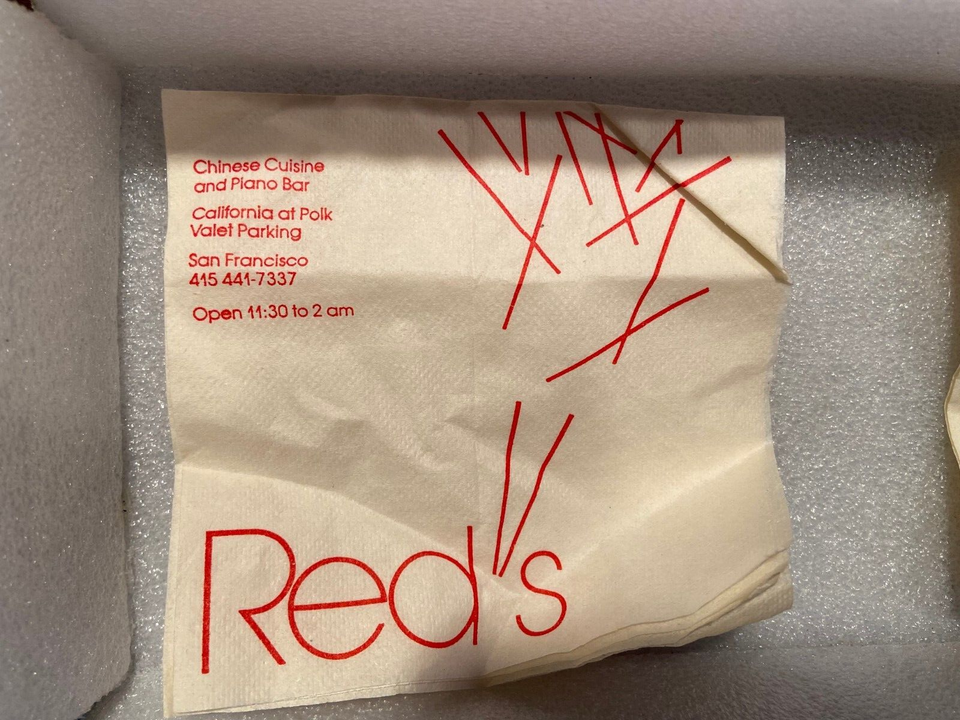 Chinese Cuisine
and Piano Bar
California at Polk
Valet Parking
San Francisco
415 441-7337
Open 11:30 to 2 am
Red's